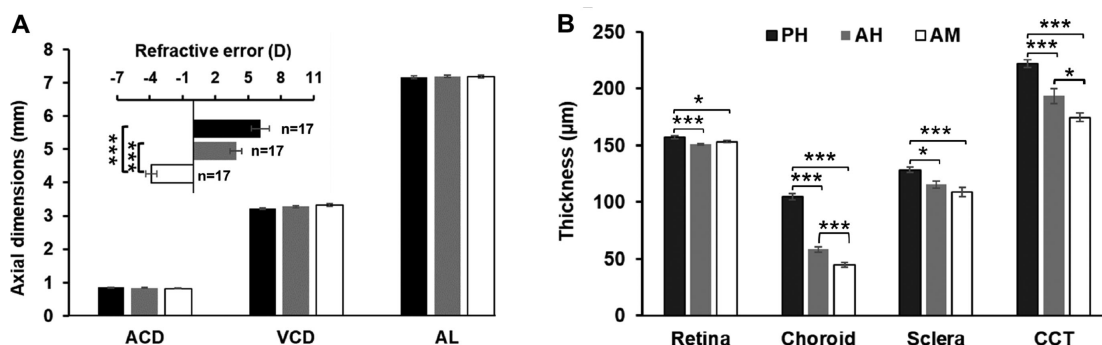 A
Refractive error (D)
-7 -4 -1 2 5 8 11
n=17
n=17
n=17
***
***
Axial dimensions (mm)
8
7
6
5
4
3
2
1
0
ACD VCD AL
B
PH AH AM
Thickness (µm)
250
200
150
100
50
0
*
***
***
***
***
***
*
***
***
*
Retina Choroid Sclera CCT